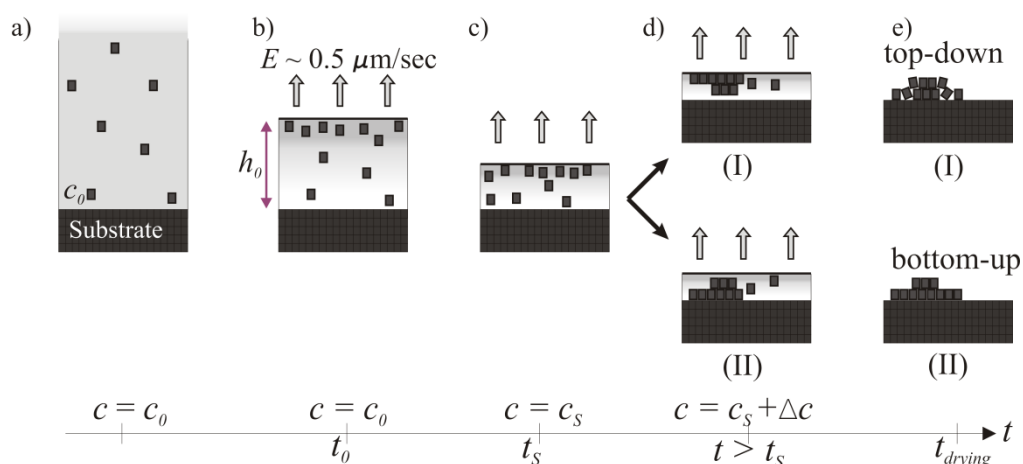 a)
b)
c)
d)
e)
E ~ 0.5 μm/sec
top-down
h₀
c₀
Substrate
(I)
(I)
bottom-up
(II)
(II)
c = c₀
c = c₀
c = cₛ
c = cₛ + Δc
t₀
tₛ
t > tₛ
t_drying
t